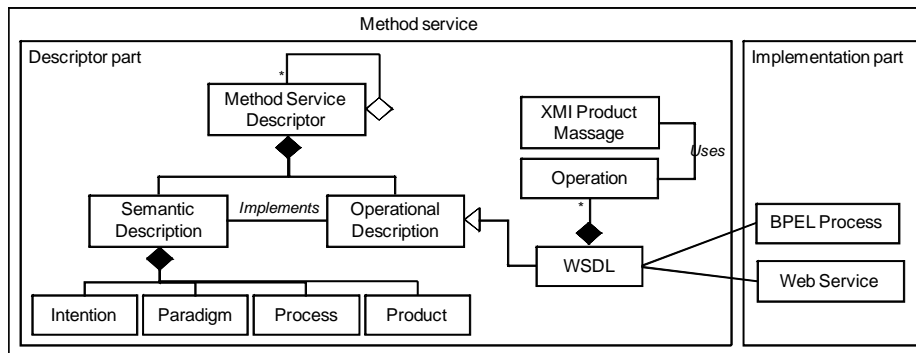 Method service
Descriptor part
Implementation part
*
Method Service
Descriptor
XMI Product
Massage
Uses
Operation
*
Semantic
Description
Implements
Operational
Description
WSDL
BPEL Process
Web Service
Intention
Paradigm
Process
Product